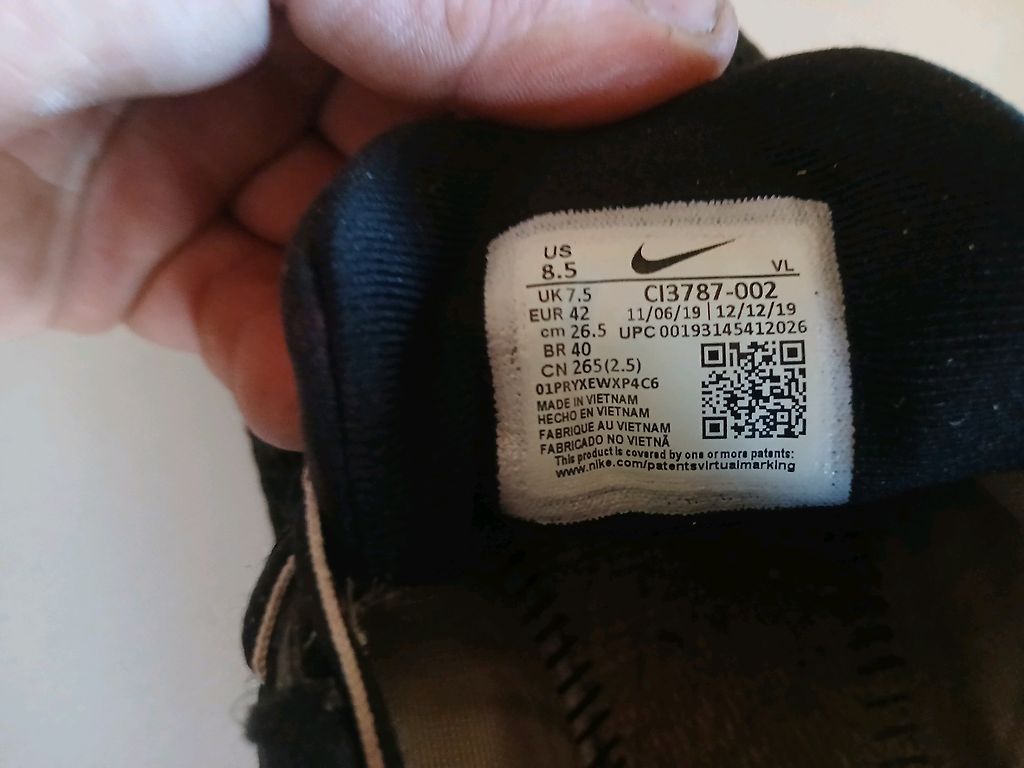 US
8.5
VL
UK 7.5
CI3787-002
EUR 42
11/06/19 | 12/12/19
cm 26.5
UPC 00193145412026
BR 40
CN 265(2.5)
01PRYXEWXP4C6
MADE IN VIETNAM
HECHO EN VIETNAM
FABRIQUE AU VIETNAM
FABRICADO NO VIETNÃ
This product is covered by one or more patents:
www.nike.com/patentsvirtualmarking